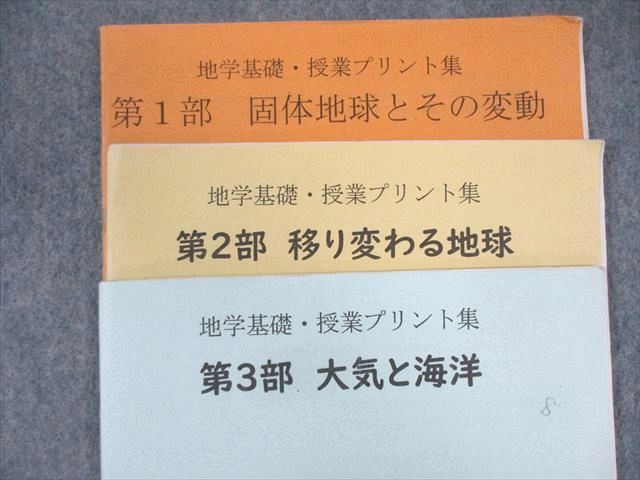 地学基礎・授業プリント集
第１部　固体地球とその変動
地学基礎・授業プリント集
第2部 移り変わる地球
地学基礎・授業プリント集
第3部 大気と海洋
8